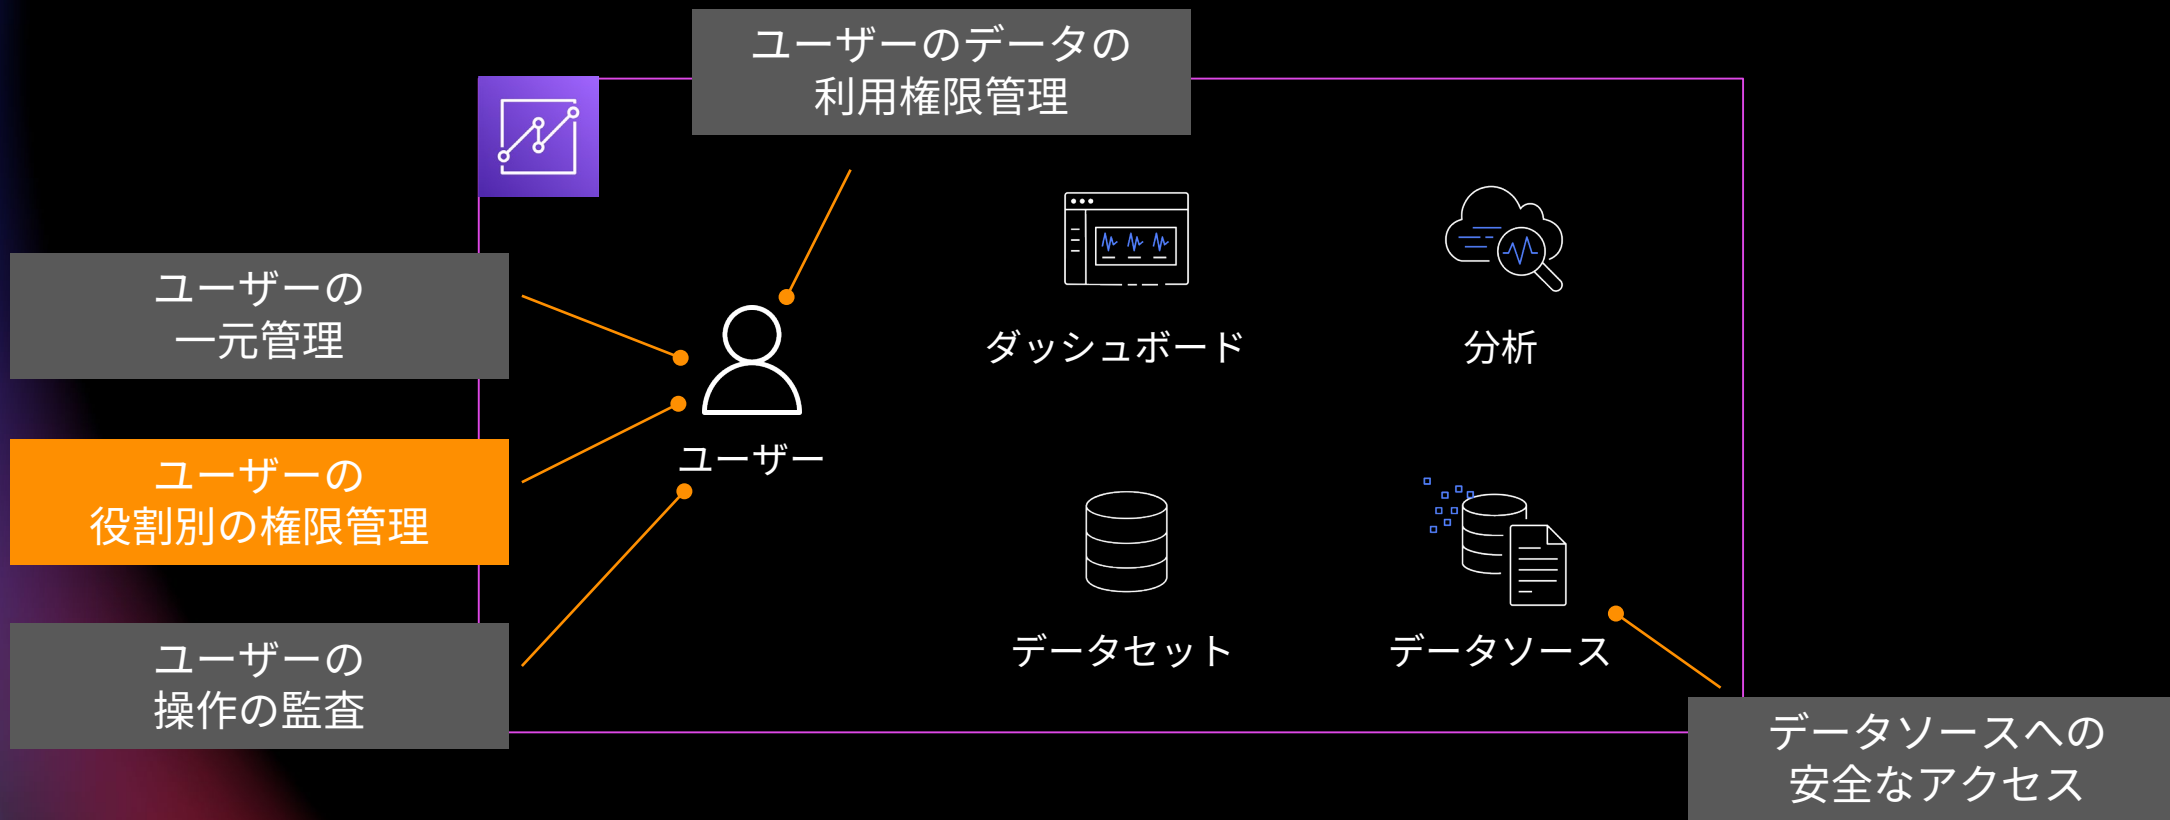 ユーザーのデータの
利用権限管理
ユーザーの
一元管理
ユーザーの
役割別の権限管理
ユーザーの
操作の監査
ユーザー
ダッシュボード
分析
データセット
データソース
データソースへの
安全なアクセス